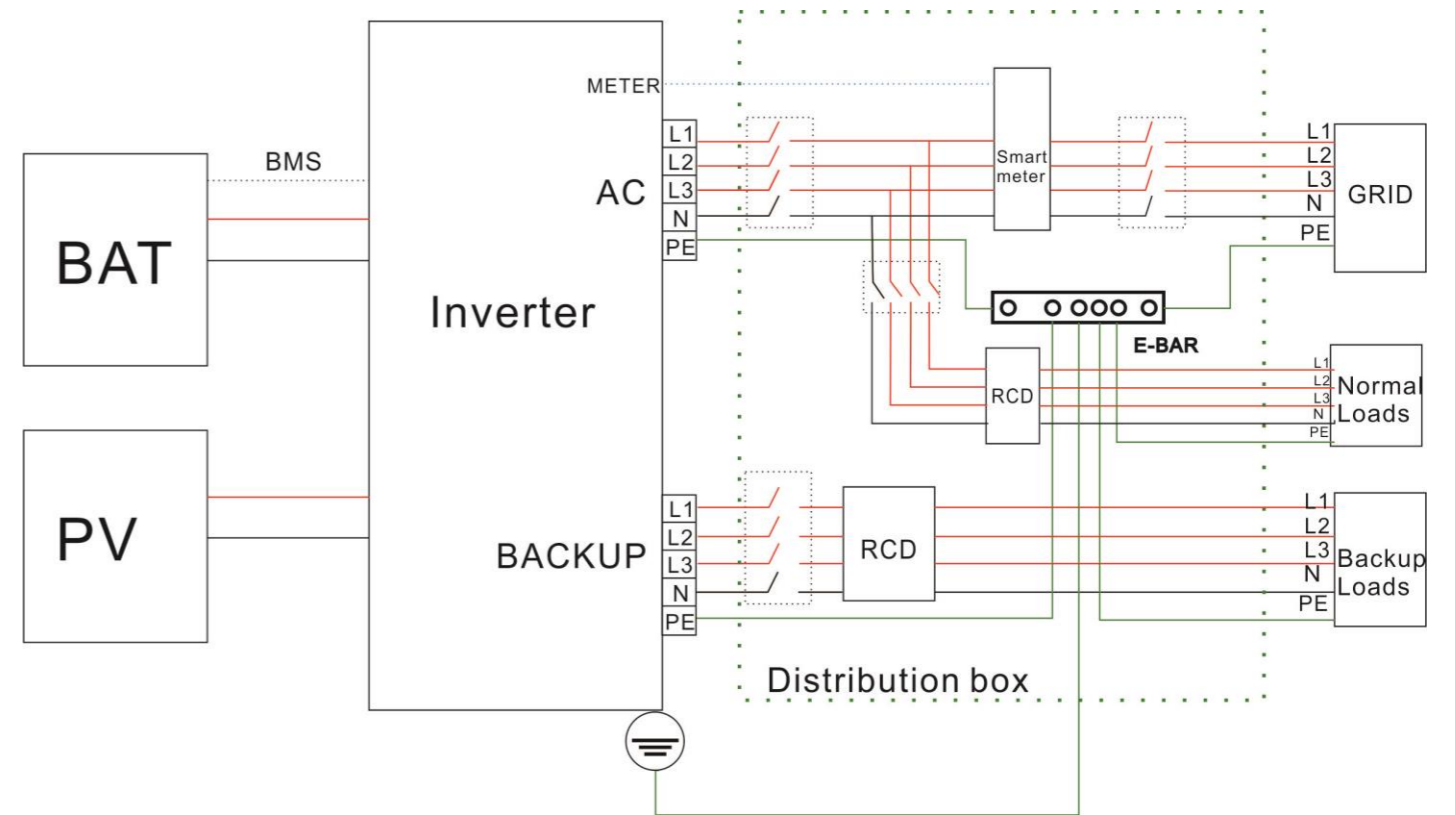 METER
L1
L2
L3
N
PE
AC
BMS
BAT
Inverter
Smart
meter
L1
L2
L3
N
PE
GRID
E-BAR
RCD
L1
L2
L3
N
PE
Normal
Loads
PV
BACKUP
L1
L2
L3
N
PE
RCD
L1
L2
L3
N
PE
Backup
Loads
Distribution box